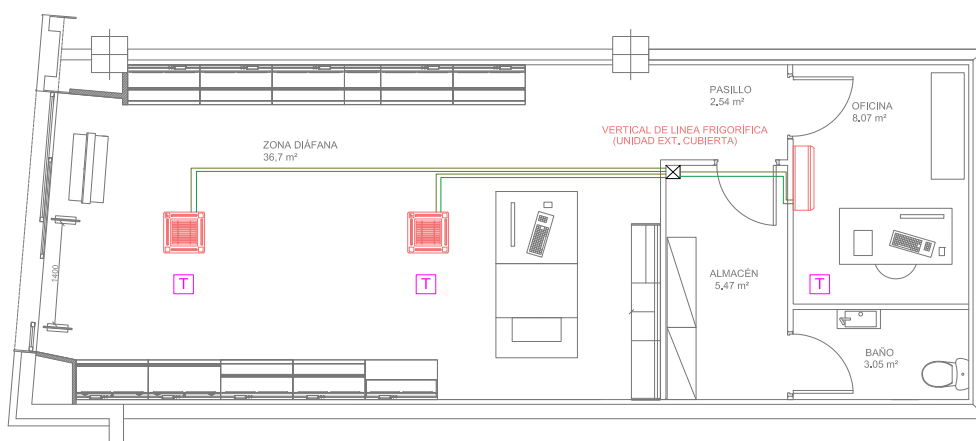 PASILLO
2.54 m²
OFICINA
8.07 m²
VERTICAL DE LINEA FRIGORÍFICA
(UNIDAD EXT. CUBIERTA)
ZONA DIÁFANA
36,7 m²
1400
T
T
T
ALMACÉN
5.47 m²
BAÑO
3.05 m²